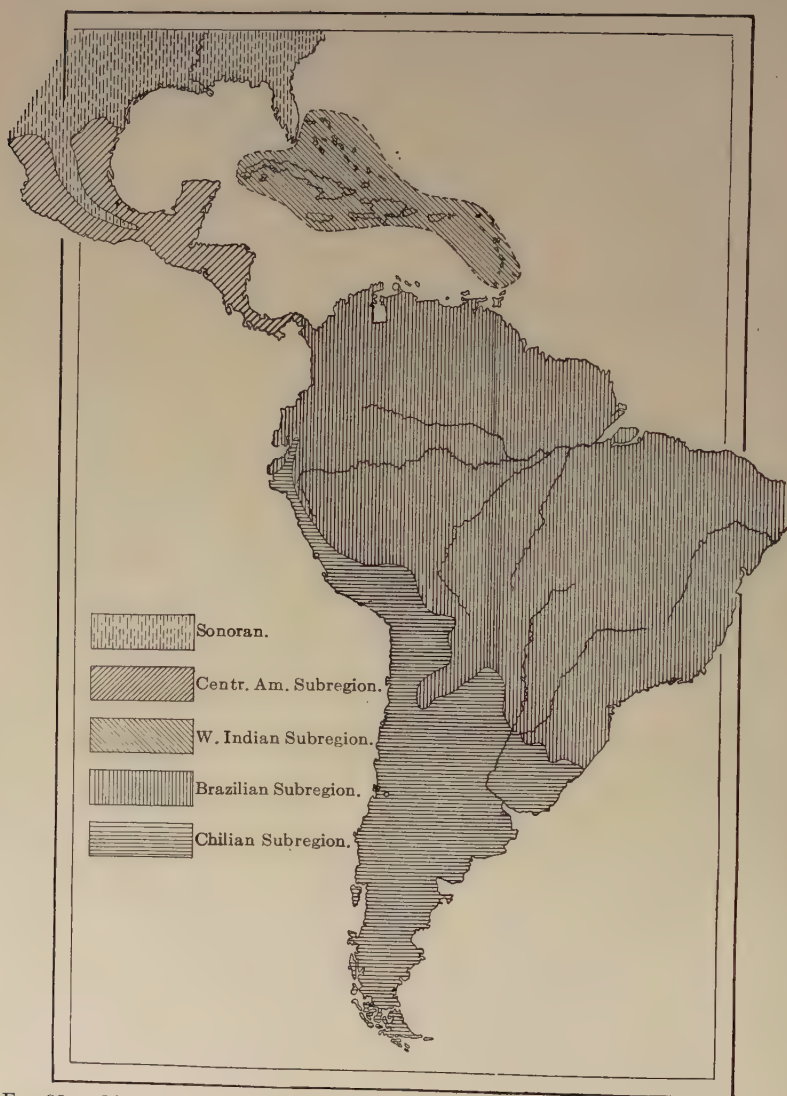 Sonoran.
Centr. Am. Subregion.
W. Indian Subregion.
Brazilian Subregion.
Chilian Subregion.